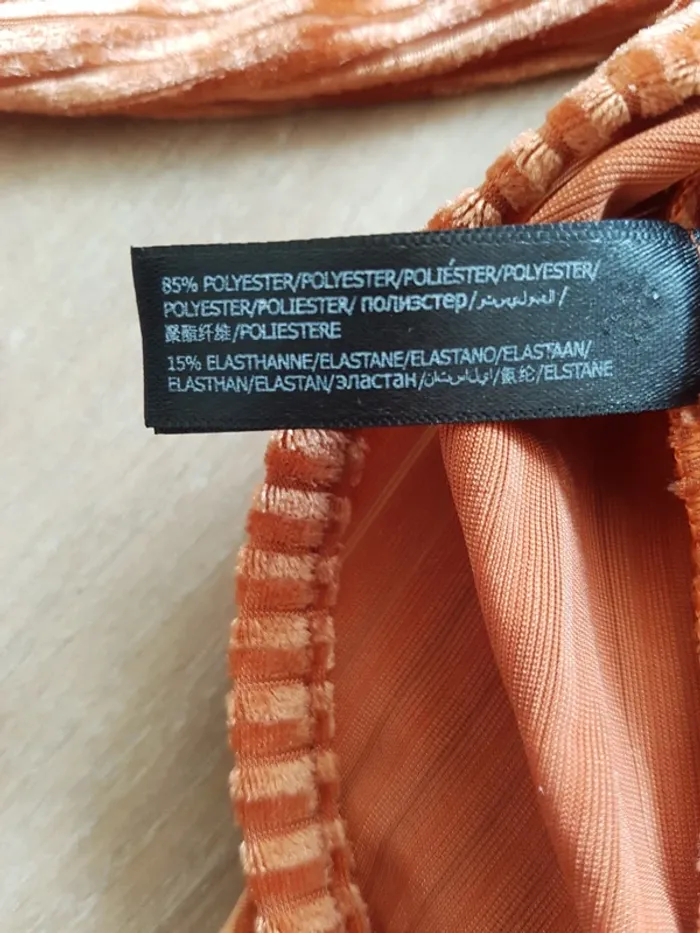 85% POLYESTER/POLYESTER/POLIÉSTER/POLYESTER/
POLYESTER/POLIESTER/ полиэстер/البوليستر/
聚酯纤维/POLIESTERE
15% ELASTHANNE/ELASTANE/ELASTANO/ELASTAAN/
ELASTHAN/ELASTAN/эластан/ /氨纶/ELSTANE